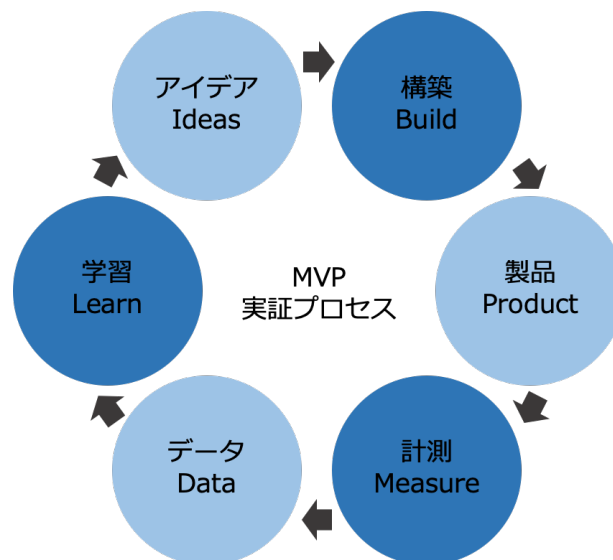 アイデア
Ideas
構築
Build
製品
Product
計測
Measure
データ
Data
学習
Learn
MVP
実証プロセス